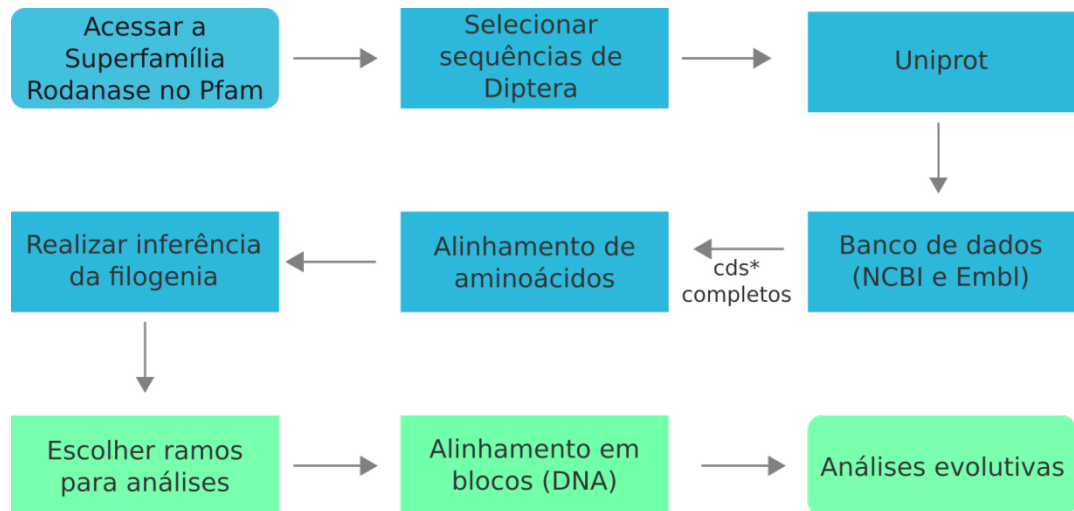 Acessar a
Superfamília
Rodanase no Pfam
Selecionar
sequências de
Diptera
Uniprot
Banco de dados
(NCBI e Embl)
cds*
completos
Alinhamento de
aminoácidos
Realizar inferência
da filogenia
Escolher ramos
para análises
Alinhamento em
blocos (DNA)
Análises evolutivas